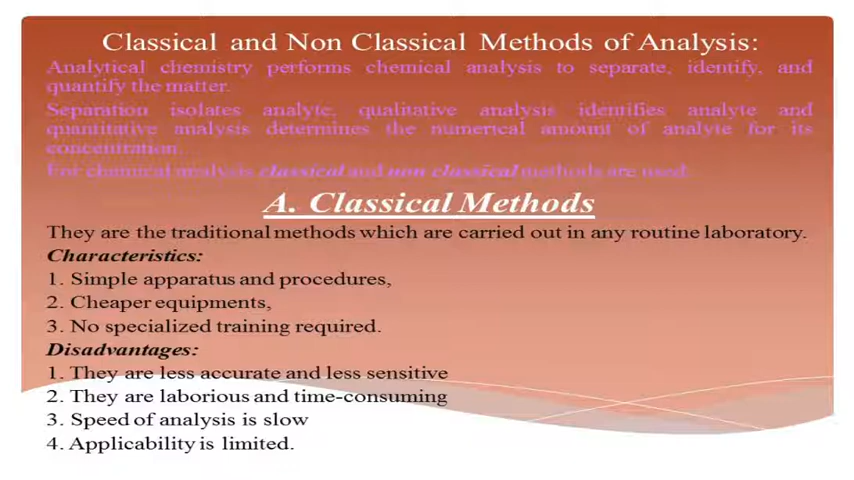 Classical and Non Classical Methods of Analysis:
Analytical chemistry performs chemical analysis to separate, identify, and
quantify the matter.
Separation isolates analyte, qualitative analysis identifies analyte and
quantitative analysis determines the numerical amount of analyte for its
concentration.
For chemical analysis classical and non classical methods are used.
A. Classical Methods
They are the traditional methods which are carried out in any routine laboratory.
Characteristics:
1. Simple apparatus and procedures,
2. Cheaper equipments,
3. No specialized training required.
Disadvantages:
1. They are less accurate and less sensitive
2. They are laborious and time-consuming
3. Speed of analysis is slow
4. Applicability is limited.